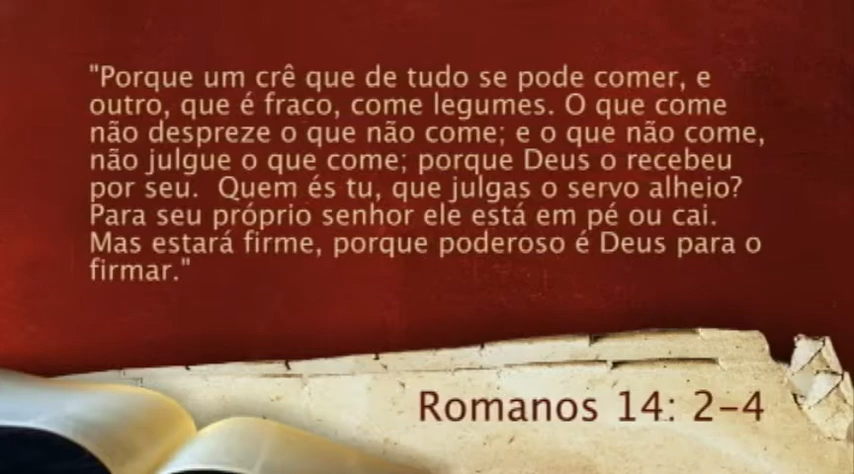 "Porque um crê que de tudo se pode comer, e
outro, que é fraco, come legumes. O que come
não despreze o que não come; e o que não come,
não julgue o que come; porque Deus o recebeu
por seu.  Quem és tu, que julgas o servo alheio?
Para seu próprio senhor ele está em pé ou cai.
Mas estará firme, porque poderoso é Deus para o
firmar."
Romanos 14: 2-4